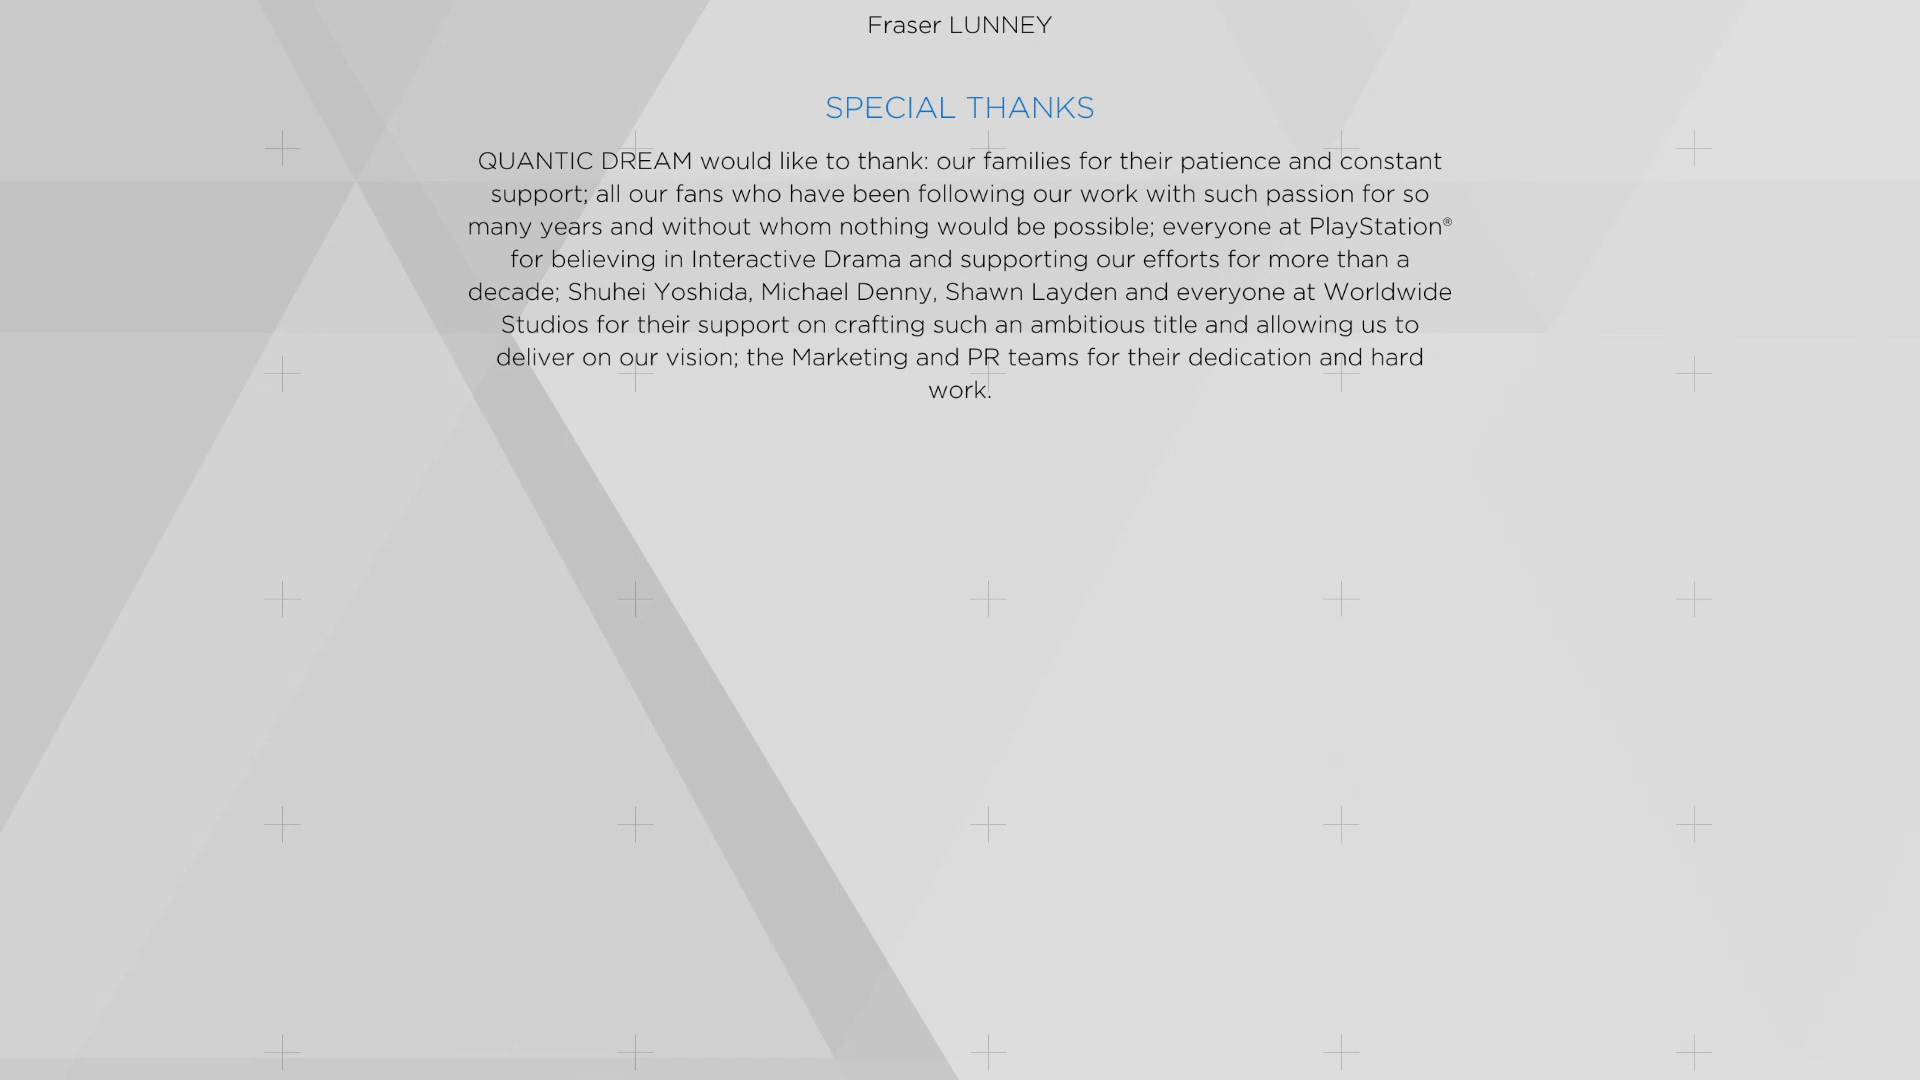 Fraser LUNNEY
SPECIAL THANKS
QUANTIC DREAM would like to thank: our families for their patience and constant
support; all our fans who have been following our work with such passion for so
many years and without whom nothing would be possible; everyone at PlayStation®
for believing in Interactive Drama and supporting our efforts for more than a
decade; Shuhei Yoshida, Michael Denny, Shawn Layden and everyone at Worldwide
Studios for their support on crafting such an ambitious title and allowing us to
deliver on our vision; the Marketing and PR teams for their dedication and hard
work.